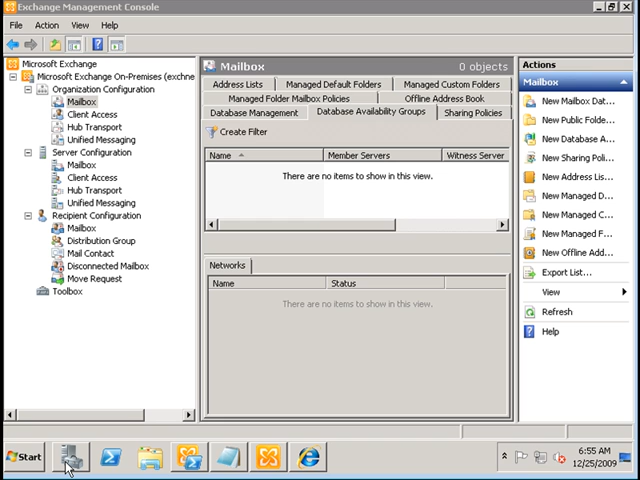 Exchange Management Console
File Action View Help
Microsoft Exchange
Microsoft Exchange On-Premises (exchne
Organization Configuration
Mailbox
Client Access
Hub Transport
Unified Messaging
Server Configuration
Mailbox
Client Access
Hub Transport
Unified Messaging
Recipient Configuration
Mailbox
Distribution Group
Mail Contact
Disconnected Mailbox
Move Request
Toolbox
Mailbox 0 objects
Address Lists Managed Default Folders Managed Custom Folders
Managed Folder Mailbox Policies Offline Address Book
Database Management Database Availability Groups Sharing Policies
Create Filter
Name Member Servers Witness Server
There are no items to show in this view.
Networks
Name Status
There are no items to show in this view.
Actions
Mailbox
New Mailbox Dat...
New Public Folde...
New Database A...
New Sharing Poli...
New Address Lis...
New Managed D...
New Managed C...
New Managed F...
New Offline Add...
Export List...
View
Refresh
Help
Start
6:55 AM
12/25/2009